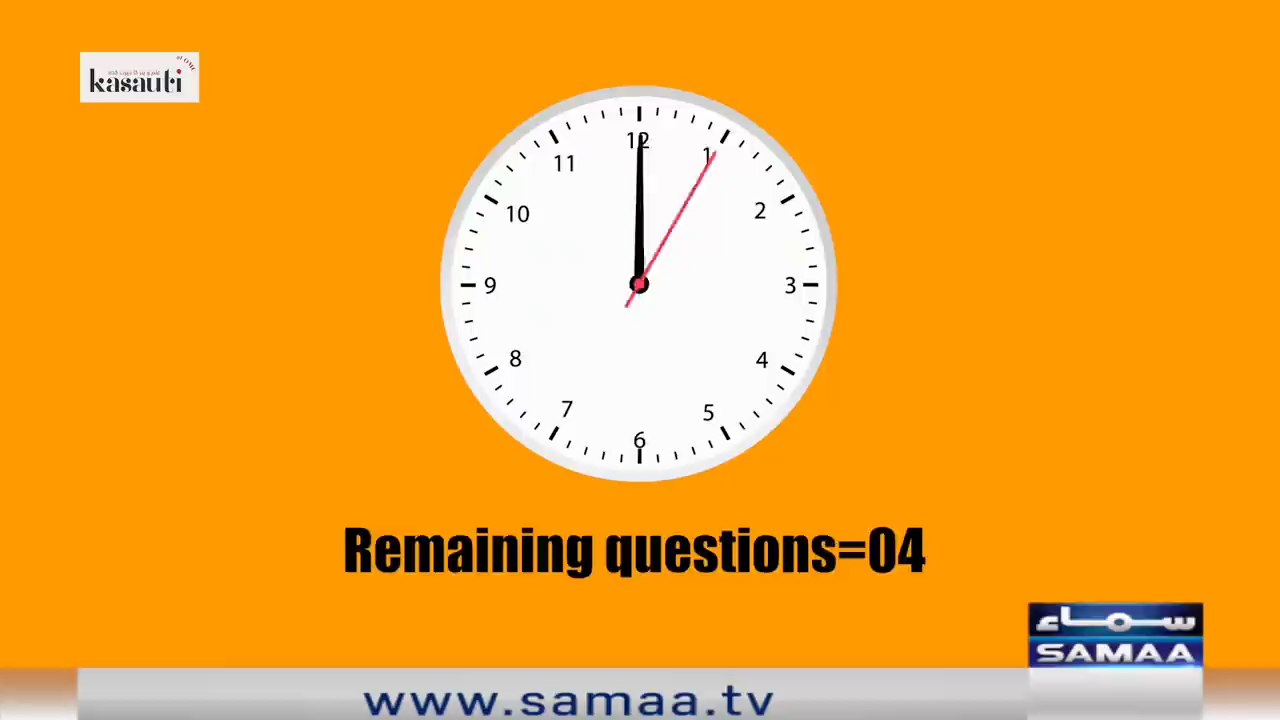 kasauti
12
11
1
10
2
9
3
8
4
7
5
6
Remaining questions=04
سماء
SAMAA
www.samaa.tv